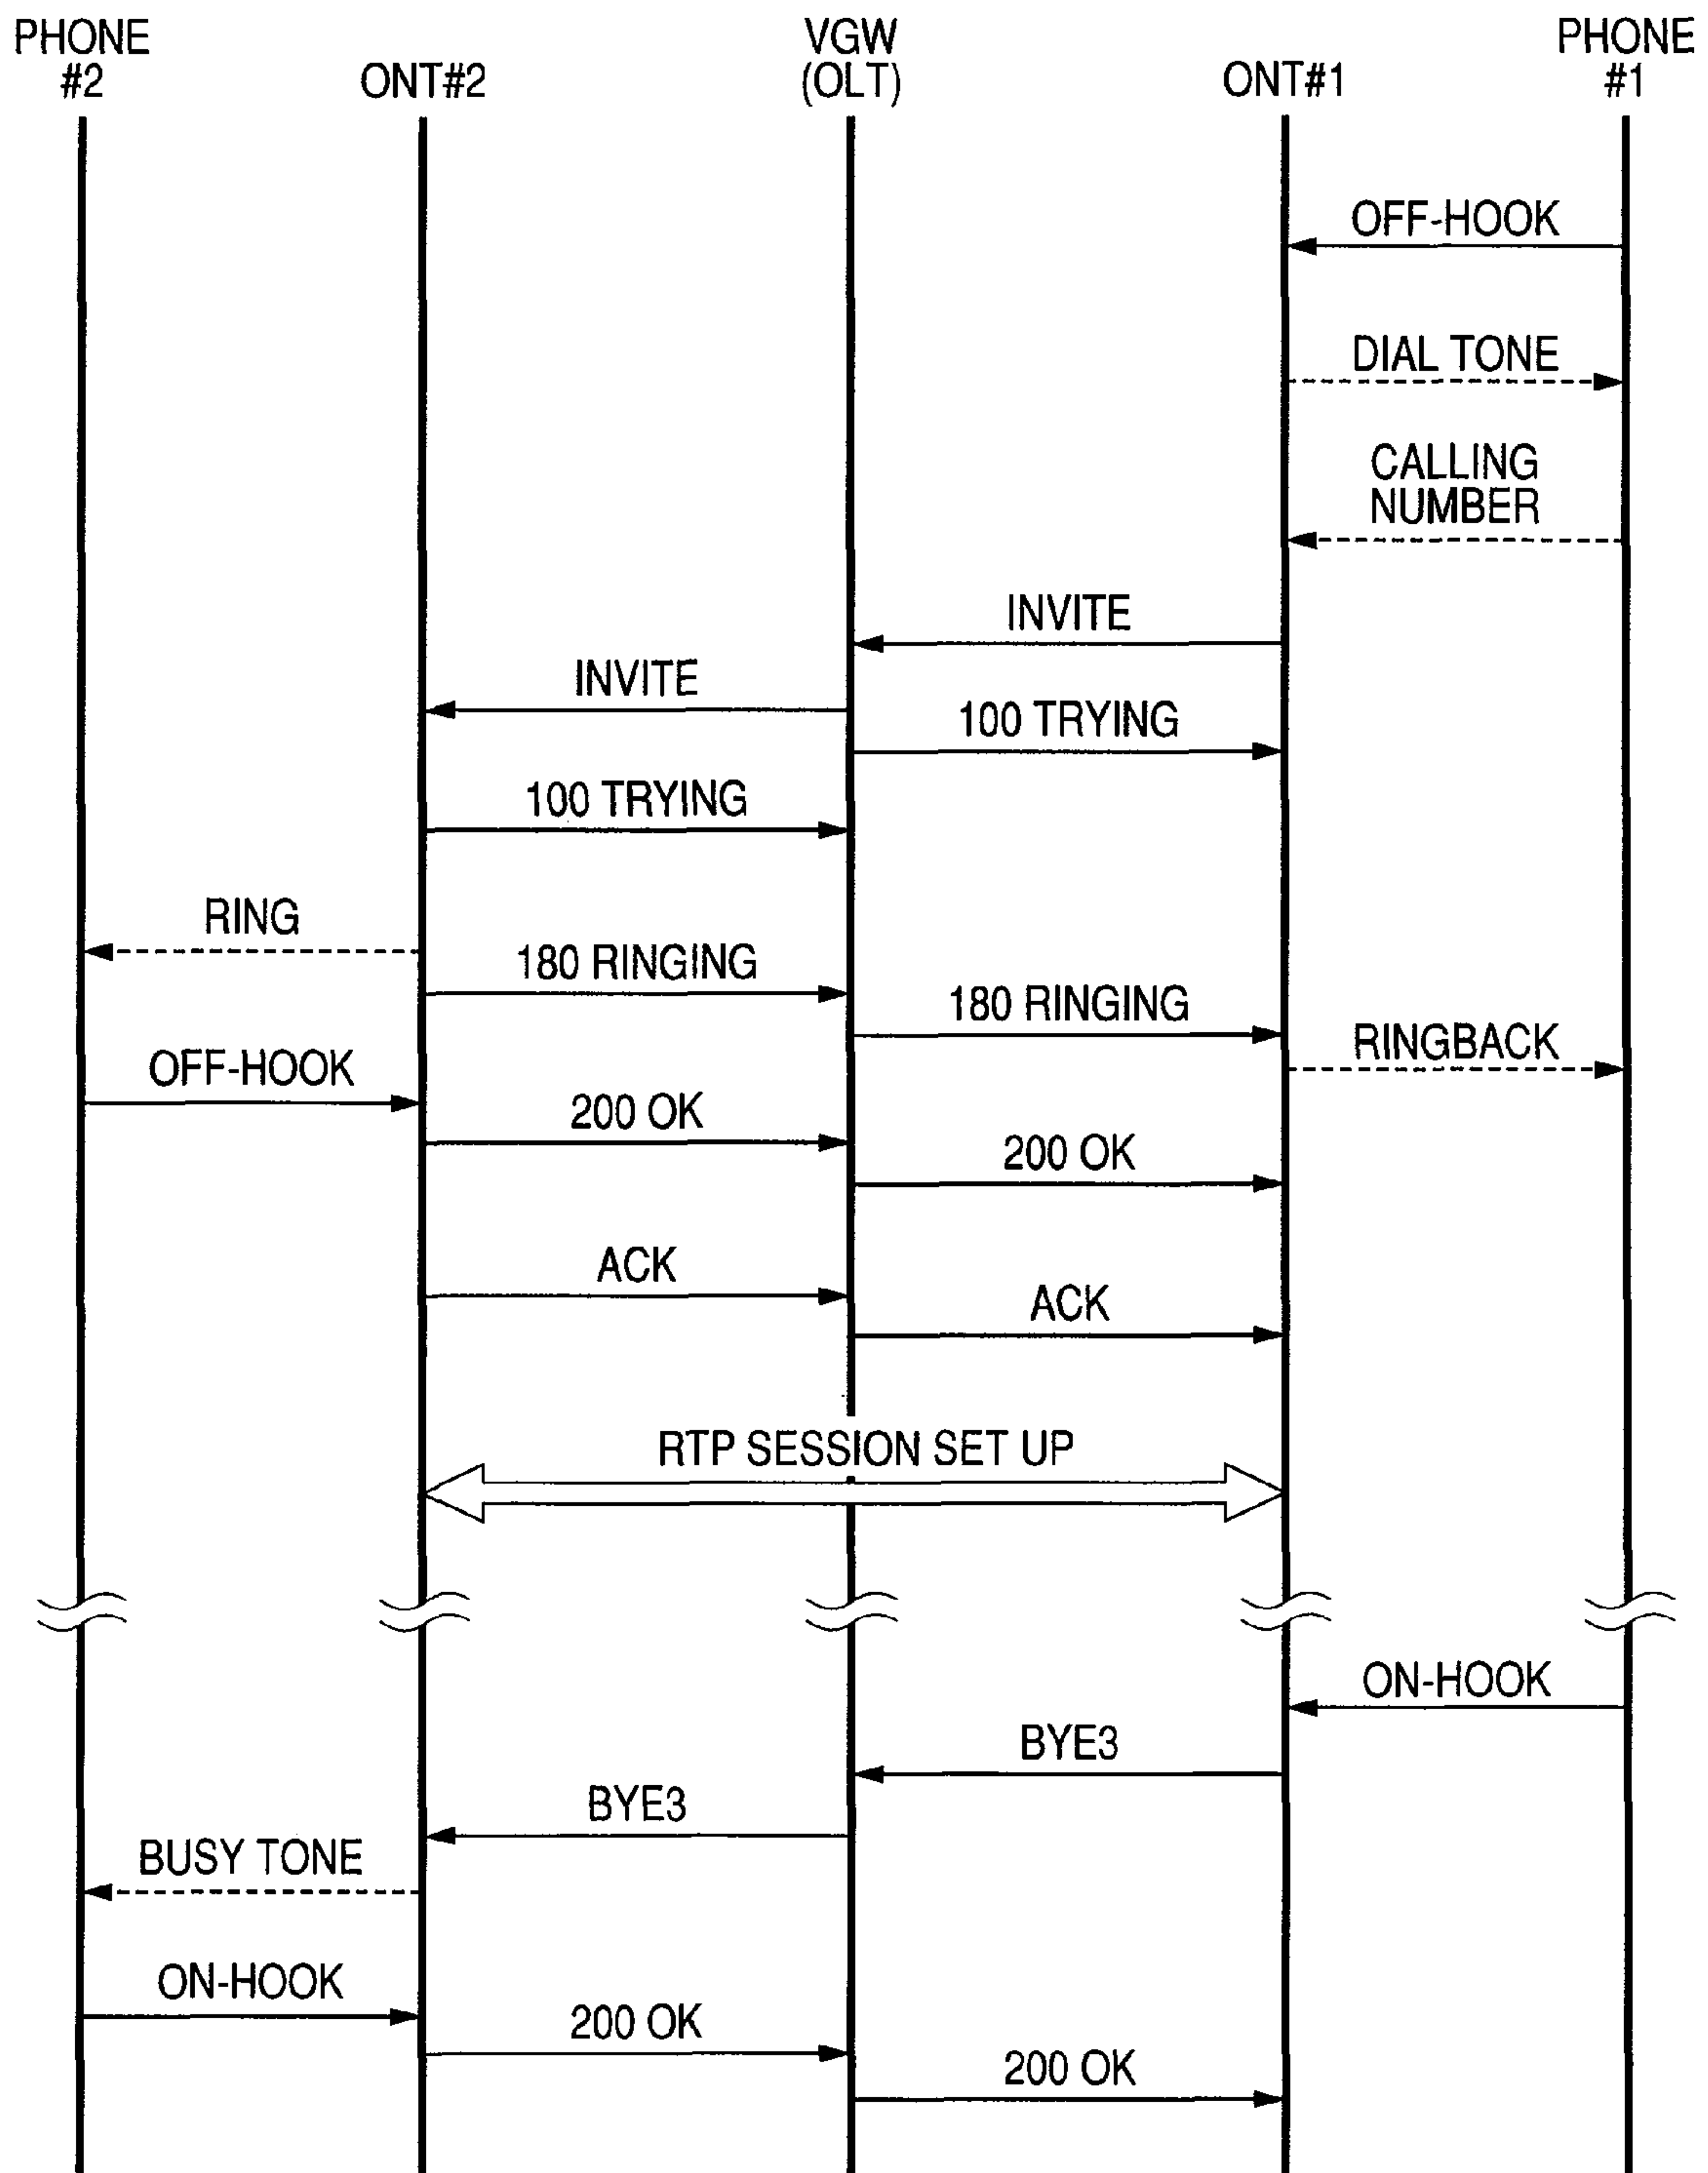 PHONE
#2
ONT#2
VGW
(OLT)
ONT#1
PHONE
#1
OFF-HOOK
DIAL TONE
CALLING
NUMBER
INVITE
INVITE
100 TRYING
100 TRYING
RING
180 RINGING
180 RINGING
RINGBACK
OFF-HOOK
200 OK
200 OK
ACK
ACK
RTP SESSION SET UP
ON-HOOK
BYE3
BYE3
BUSY TONE
ON-HOOK
200 OK
200 OK